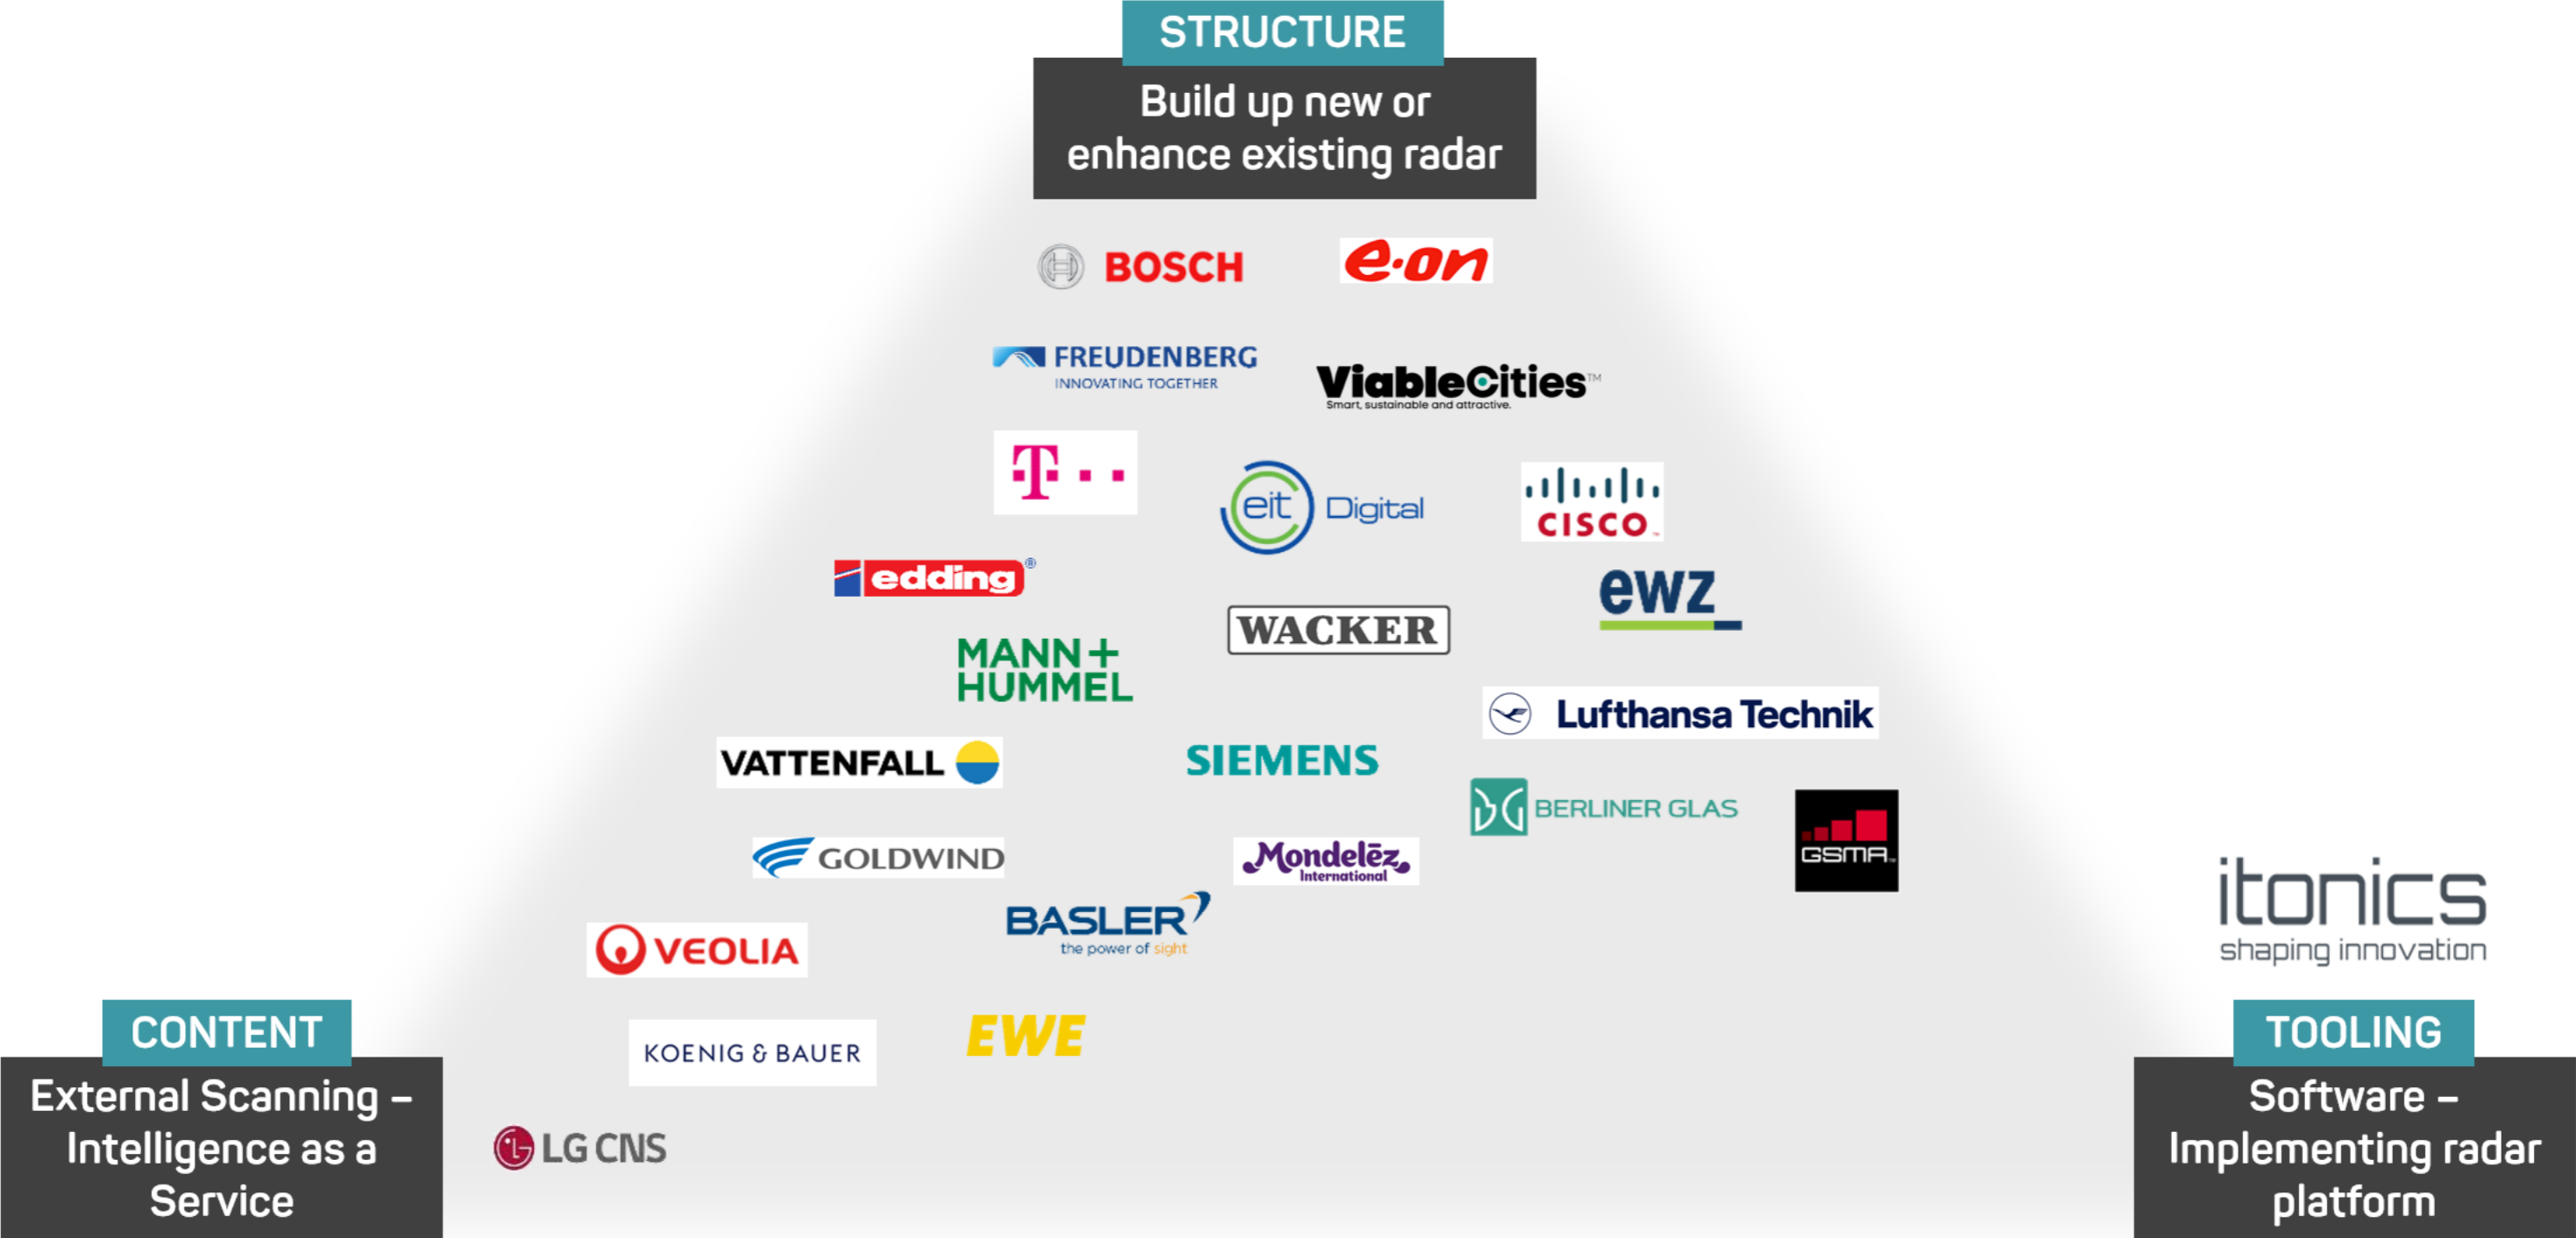 STRUCTURE
Build up new or
enhance existing radar
BOSCH
e·on
FREUDENBERG
INNOVATING TOGETHER
ViableCities™
Smart, sustainable and attractive.
T··
eit Digital
CISCO™
edding®
ewz
WACKER
MANN+
HUMMEL
Lufthansa Technik
VATTENFALL
SIEMENS
BERLINER GLAS
GSMA™
GOLDWIND
Mondelēz
International
BASLER
the power of sight
VEOLIA
itonics
shaping innovation
KOENIG & BAUER
EWE
LG CNS
CONTENT
External Scanning –
Intelligence as a
Service
TOOLING
Software –
Implementing radar
platform